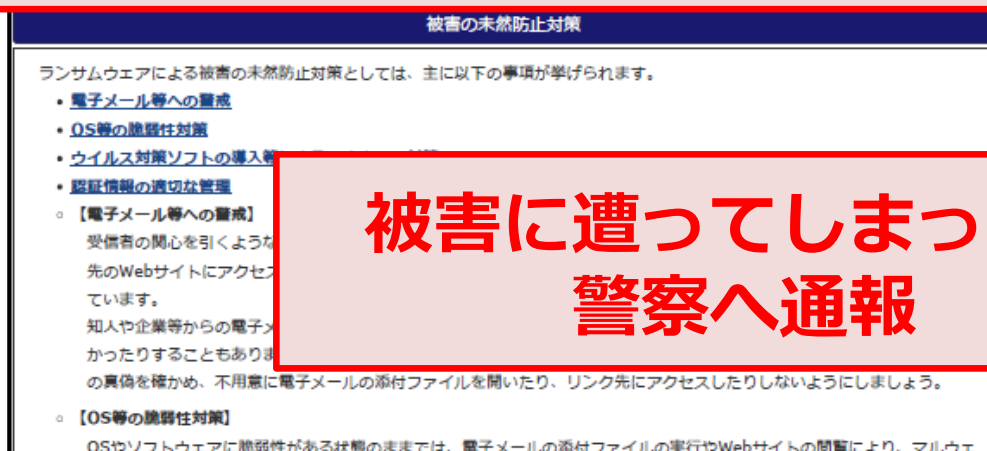 被害の未然防止対策
ランサムウェアによる被害の未然防止対策としては、主に以下の事項が挙げられます。
• 電子メール等への警戒
• OS等の脆弱性対策
• ウイルス対策ソフトの導入等
• 認証情報の適切な管理
◦ 【電子メール等への警戒】
受信者の関心を引くような
先のWebサイトにアクセス
ています。
知人や企業等からの電子メ
かったりすることもありま
の真偽を確かめ、不用意に電子メールの添付ファイルを開いたり、リンク先にアクセスしたりしないようにしましょう。
被害に遭ってしまっ
警察へ通報
◦ 【OS等の脆弱性対策】
OSやソフトウェアに脆弱性がある状態のままでは、電子メールの添付ファイルの実行やWebサイトの閲覧により、マルウェ